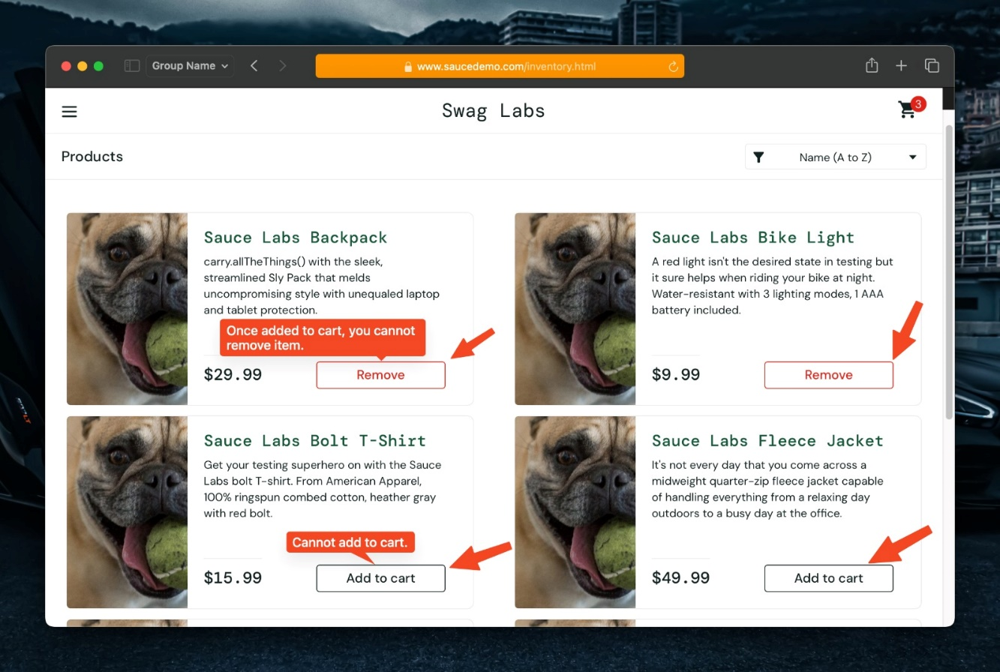 Group Name
www.saucedemo.com/inventory.html
Swag Labs
3
Products
Name (A to Z)
Sauce Labs Backpack
carry.allTheThings() with the sleek,
streamlined Sly Pack that melds
uncompromising style with unequaled laptop
and tablet protection.
Once added to cart, you cannot
remove item.
$29.99
Remove
Sauce Labs Bike Light
A red light isn't the desired state in testing but
it sure helps when riding your bike at night.
Water-resistant with 3 lighting modes, 1 AAA
battery included.
$9.99
Remove
Sauce Labs Bolt T-Shirt
Get your testing superhero on with the Sauce
Labs bolt T-shirt. From American Apparel,
100% ringspun combed cotton, heather gray
with red bolt.
Cannot add to cart.
$15.99
Add to cart
Sauce Labs Fleece Jacket
It's not every day that you come across a
midweight quarter-zip fleece jacket capable
of handling everything from a relaxing day
outdoors to a busy day at the office.
$49.99
Add to cart